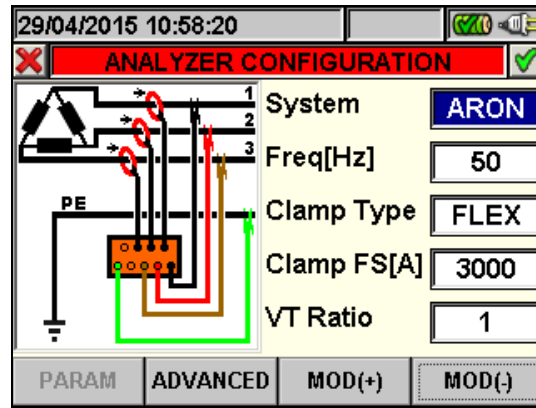 29/04/2015 10:58:20
ANALYZER CONFIGURATION
1
2
3
PE
System ARON
Freq[Hz] 50
Clamp Type FLEX
Clamp FS[A] 3000
VT Ratio 1
PARAM ADVANCED MOD(+) MOD(-)